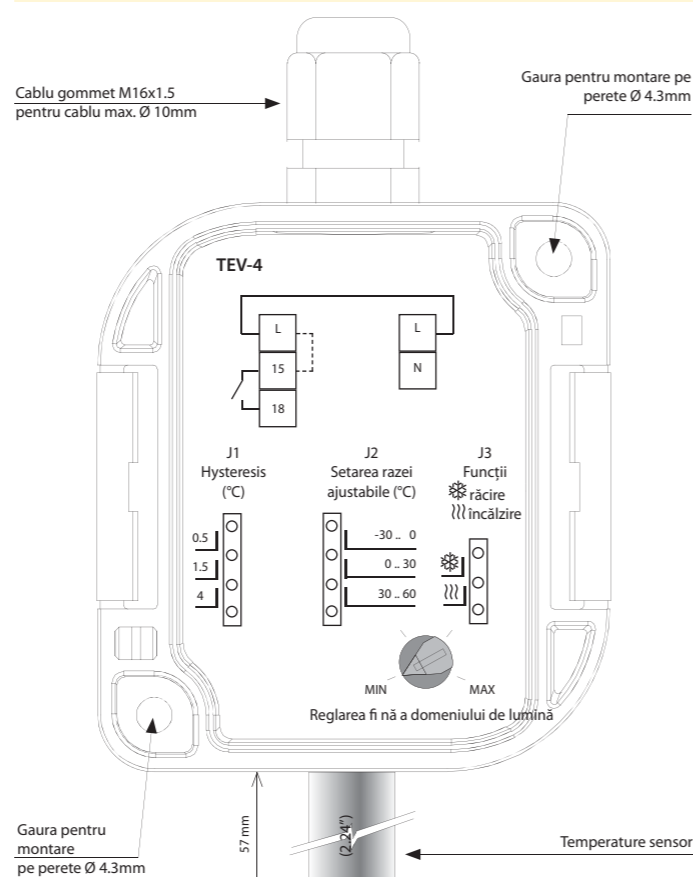 Cablu gommet M16x1.5
pentru cablu max. Ø 10mm
Gaura pentru montare pe
perete Ø 4.3mm
TEV-4
L
15
18
L
N
J1
Hysteresis
(°C)
0.5
1.5
4
J2
Setarea razei
ajustabile (°C)
-30 .. 0
0 .. 30
30 .. 60
J3
Funcții
răcire
încălzire
MIN
MAX
Reglarea fi nă a domeniului de lumină
Gaura pentru
montare
pe perete Ø 4.3mm
57 mm
(2.24")
Temperature sensor